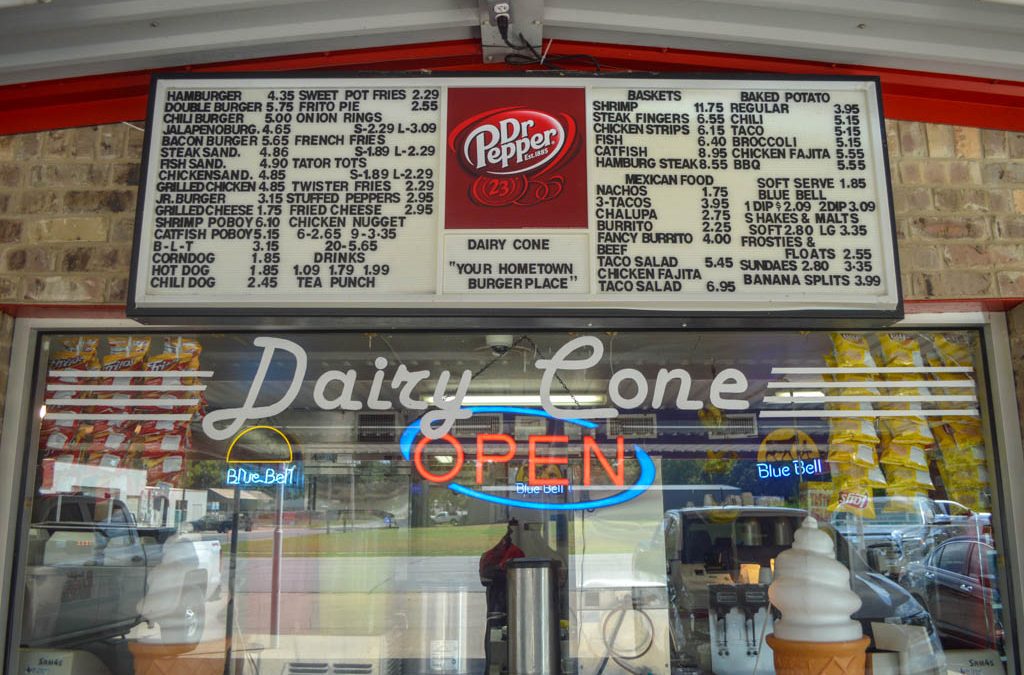 HAMBURGER 4.35
DOUBLE BURGER 5.75
CHILI BURGER 5.00
JALAPENOBURG. 4.65
BACON BURGER 5.65
STEAK SAND. 4.86
FISH SAND. 4.90
CHICKENSAND. 4.85
GRILLED CHICKEN 4.85
JR. BURGER 3.15
GRILLED CHEESE 1.75
SHRIMP POBOY 6.10
CATFISH POBOY 5.15
B-L-T 3.15
CORNDOG 1.85
HOT DOG 1.85
CHILI DOG 2.45
SWEET POT FRIES 2.29
FRITO PIE 2.55
ONION RINGS
S-2.29 L-3.09
FRENCH FRIES
S-1.89 L-2.29
TATOR TOTS
S-1.89 L-2.29
TWISTER FRIES 2.29
STUFFED PEPPERS 2.95
FRIED CHEESE 2.95
CHICKEN NUGGET
6-2.65 9-3.35
20-5.65
DRINKS
1.09 1.79 1.99
TEA PUNCH
Dr
Pepper
EST. 1885
23
DAIRY CONE
"YOUR HOMETOWN
BURGER PLACE"
BASKETS
SHRIMP 11.75
STEAK FINGERS 6.55
CHICKEN STRIPS 6.15
FISH 6.40
CATFISH 8.95
HAMBURG STEAK 8.55
MEXICAN FOOD
NACHOS 1.75
3-TACOS 3.95
CHALUPA 2.75
BURRITO 2.25
FANCY BURRITO 4.00
BEEF
TACO SALAD 5.45
CHICKEN FAJITA
TACO SALAD 6.95
BAKED POTATO
REGULAR 3.95
CHILI 5.15
TACO 5.15
BROCCOLI 5.15
CHICKEN FAJITA 5.55
BBQ 5.55
SOFT SERVE 1.85
BLUE BELL
1 DIP $ 2.09 2 DIP 3.09
SHAKES & MALTS
SOFT 2.80 LG 3.35
FROSTIES &
FLOATS 2.55
SUNDAES 2.80 3.35
BANANA SPLITS 3.99
Dairy Cone
OPEN
Blue Bell
Blue Bell
Blue Bell